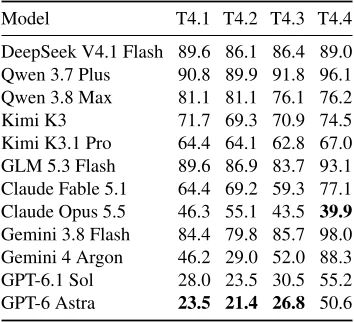 Model T4.1 T4.2 T4.3 T4.4
DeepSeek V4.1 Flash 89.6 86.1 86.4 89.0
Qwen 3.7 Plus 90.8 89.9 91.8 96.1
Qwen 3.8 Max 81.1 81.1 76.1 76.2
Kimi K3 71.7 69.3 70.9 74.5
Kimi K3.1 Pro 64.4 64.1 62.8 67.0
GLM 5.3 Flash 89.6 86.9 83.7 93.1
Claude Fable 5.1 64.4 69.2 59.3 77.1
Claude Opus 5.5 46.3 55.1 43.5 39.9
Gemini 3.8 Flash 84.4 79.8 85.7 98.0
Gemini 4 Argon 46.2 29.0 52.0 88.3
GPT-6.1 Sol 28.0 23.5 30.5 55.2
GPT-6 Astra 23.5 21.4 26.8 50.6